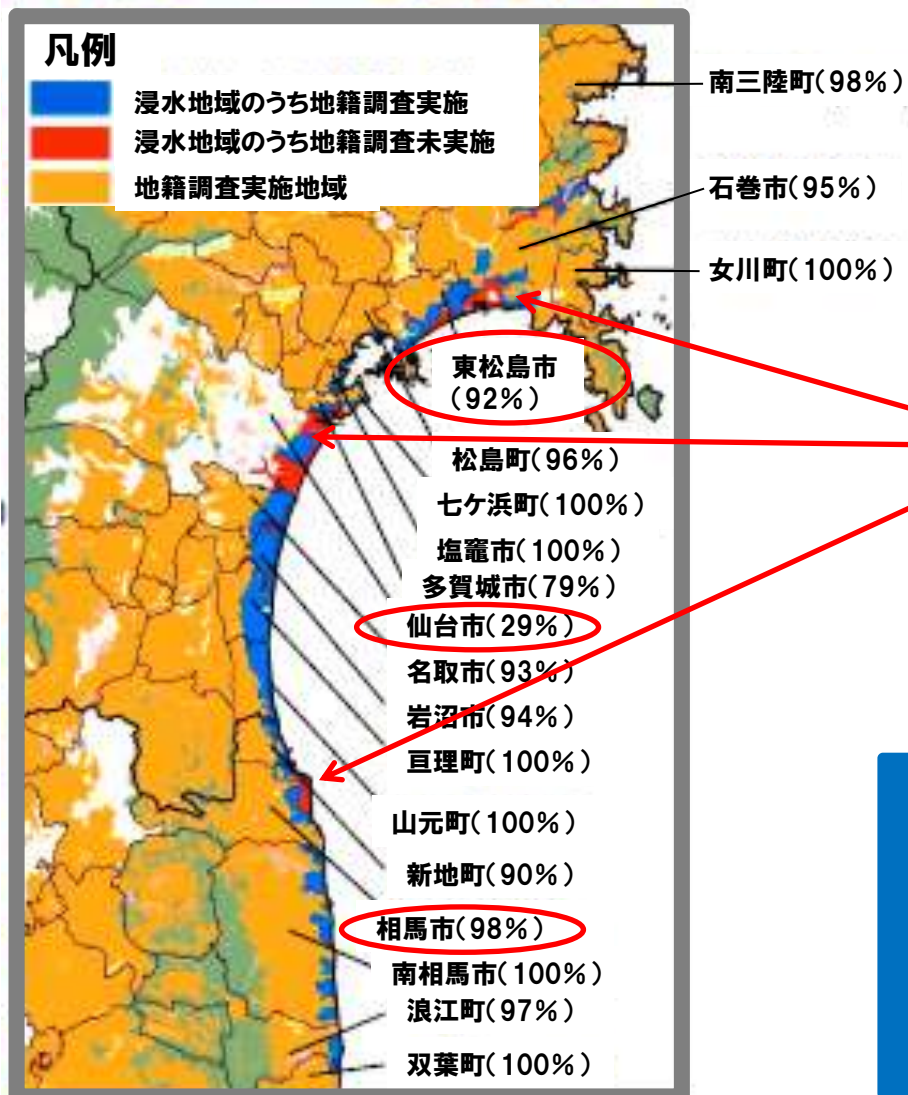 凡例
浸水地域のうち地籍調査実施
浸水地域のうち地籍調査未実施
地籍調査実施地域
南三陸町(98%)
石巻市(95%)
女川町(100%)
東松島市
(92%)
松島町(96%)
七ケ浜町(100%)
塩竈市(100%)
多賀城市(79%)
仙台市(29%)
名取市(93%)
岩沼市(94%)
亘理町(100%)
山元町(100%)
新地町(90%)
相馬市(98%)
南相馬市(100%)
浪江町(97%)
双葉町(100%)